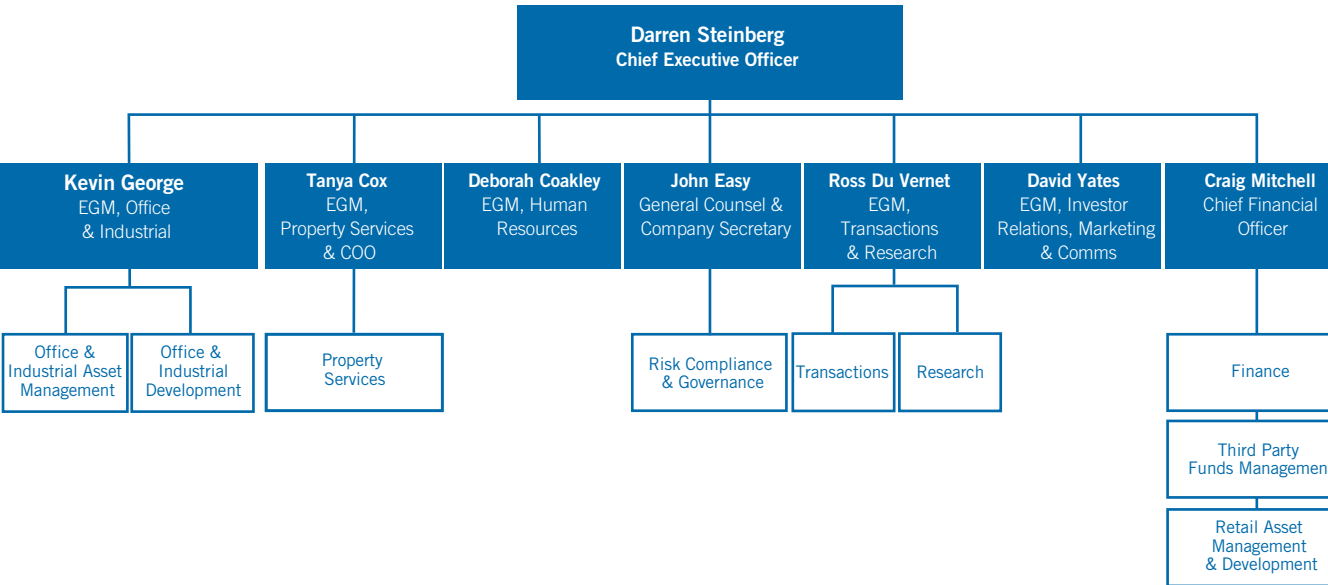 Darren Steinberg
Chief Executive Officer
Kevin George
EGM, Office
& Industrial
Tanya Cox
EGM,
Property Services
& COO
Deborah Coakley
EGM, Human
Resources
John Easy
General Counsel &
Company Secretary
Ross Du Vernet
EGM,
Transactions
& Research
David Yates
EGM, Investor
Relations, Marketing
& Comms
Craig Mitchell
Chief Financial
Officer
Office &
Industrial Asset
Management
Office &
Industrial
Development
Property
Services
Risk Compliance
& Governance
Transactions
Research
Finance
Third Party
Funds Managemen
Retail Asset
Management
& Development